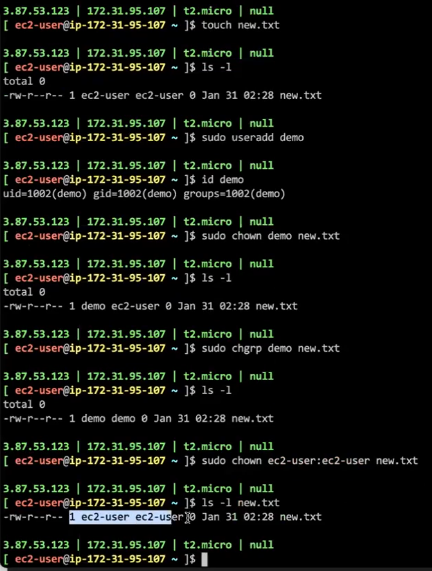 3.87.53.123 | 172.31.95.107 | t2.micro | null
[ ec2-user@ip-172-31-95-107 ~ ]$ touch new.txt
3.87.53.123 | 172.31.95.107 | t2.micro | null
[ ec2-user@ip-172-31-95-107 ~ ]$ ls -l
total 0
-rw-r--r-- 1 ec2-user ec2-user 0 Jan 31 02:28 new.txt
3.87.53.123 | 172.31.95.107 | t2.micro | null
[ ec2-user@ip-172-31-95-107 ~ ]$ sudo useradd demo
3.87.53.123 | 172.31.95.107 | t2.micro | null
[ ec2-user@ip-172-31-95-107 ~ ]$ id demo
uid=1002(demo) gid=1002(demo) groups=1002(demo)
3.87.53.123 | 172.31.95.107 | t2.micro | null
[ ec2-user@ip-172-31-95-107 ~ ]$ sudo chown demo new.txt
3.87.53.123 | 172.31.95.107 | t2.micro | null
[ ec2-user@ip-172-31-95-107 ~ ]$ ls -l
total 0
-rw-r--r-- 1 demo ec2-user 0 Jan 31 02:28 new.txt
3.87.53.123 | 172.31.95.107 | t2.micro | null
[ ec2-user@ip-172-31-95-107 ~ ]$ sudo chgrp demo new.txt
3.87.53.123 | 172.31.95.107 | t2.micro | null
[ ec2-user@ip-172-31-95-107 ~ ]$ ls -l
total 0
-rw-r--r-- 1 demo demo 0 Jan 31 02:28 new.txt
3.87.53.123 | 172.31.95.107 | t2.micro | null
[ ec2-user@ip-172-31-95-107 ~ ]$ sudo chown ec2-user:ec2-user new.txt
3.87.53.123 | 172.31.95.107 | t2.micro | null
[ ec2-user@ip-172-31-95-107 ~ ]$ ls -l new.txt
-rw-r--r-- 1 ec2-user ec2-user 0 Jan 31 02:28 new.txt
3.87.53.123 | 172.31.95.107 | t2.micro | null
[ ec2-user@ip-172-31-95-107 ~ ]$